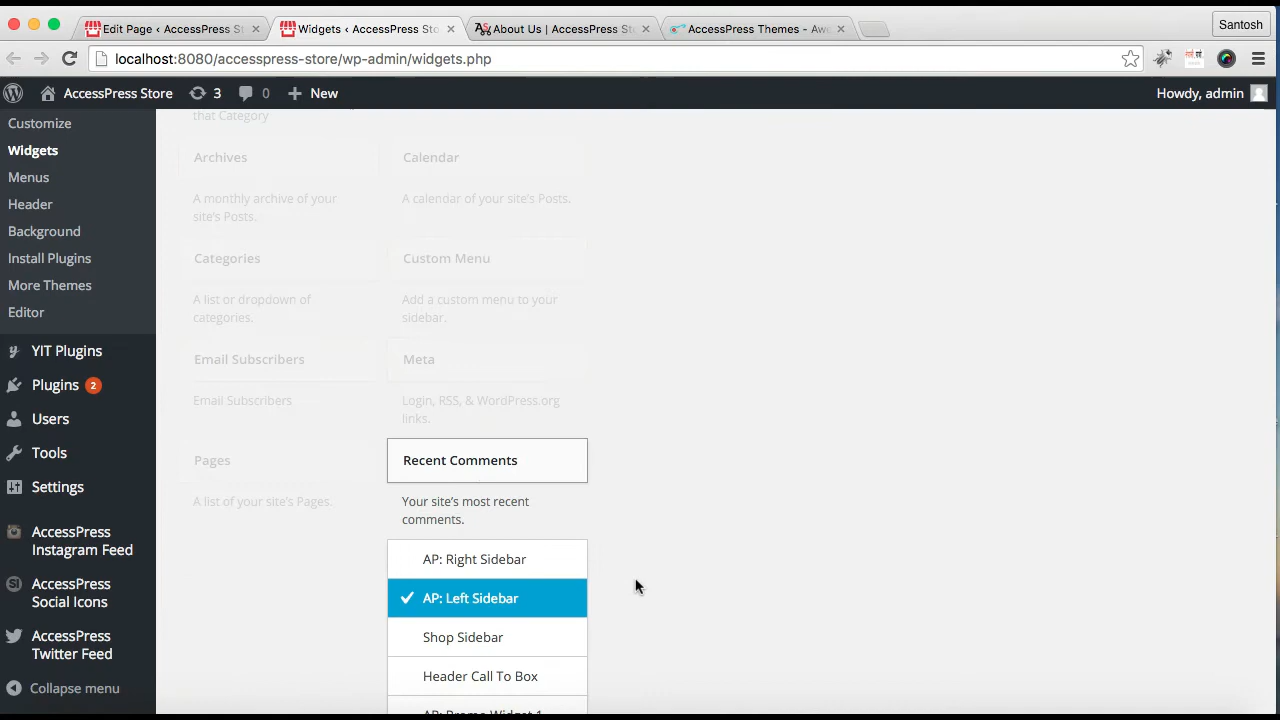 Edit Page ‹ AccessPress St
Widgets ‹ AccessPress Sto
About Us | AccessPress St
AccessPress Themes - Aw
Santosh
localhost:8080/accesspress-store/wp-admin/widgets.php
AccessPress Store
3
0
New
Howdy, admin
Customize
Widgets
Menus
Header
Background
Install Plugins
More Themes
Editor
YIT Plugins
Plugins 2
Users
Tools
Settings
AccessPress
Instagram Feed
AccessPress
Social Icons
AccessPress
Twitter Feed
Collapse menu
that Category
Archives
A monthly archive of your
site's Posts.
Calendar
A calendar of your site's Posts.
Categories
A list or dropdown of
categories.
Custom Menu
Add a custom menu to your
sidebar.
Email Subscribers
Email Subscribers
Meta
Login, RSS, & WordPress.org
links.
Pages
A list of your site's Pages.
Recent Comments
Your site's most recent
comments.
AP: Right Sidebar
AP: Left Sidebar
Shop Sidebar
Header Call To Box
AP: Promo Widget 1